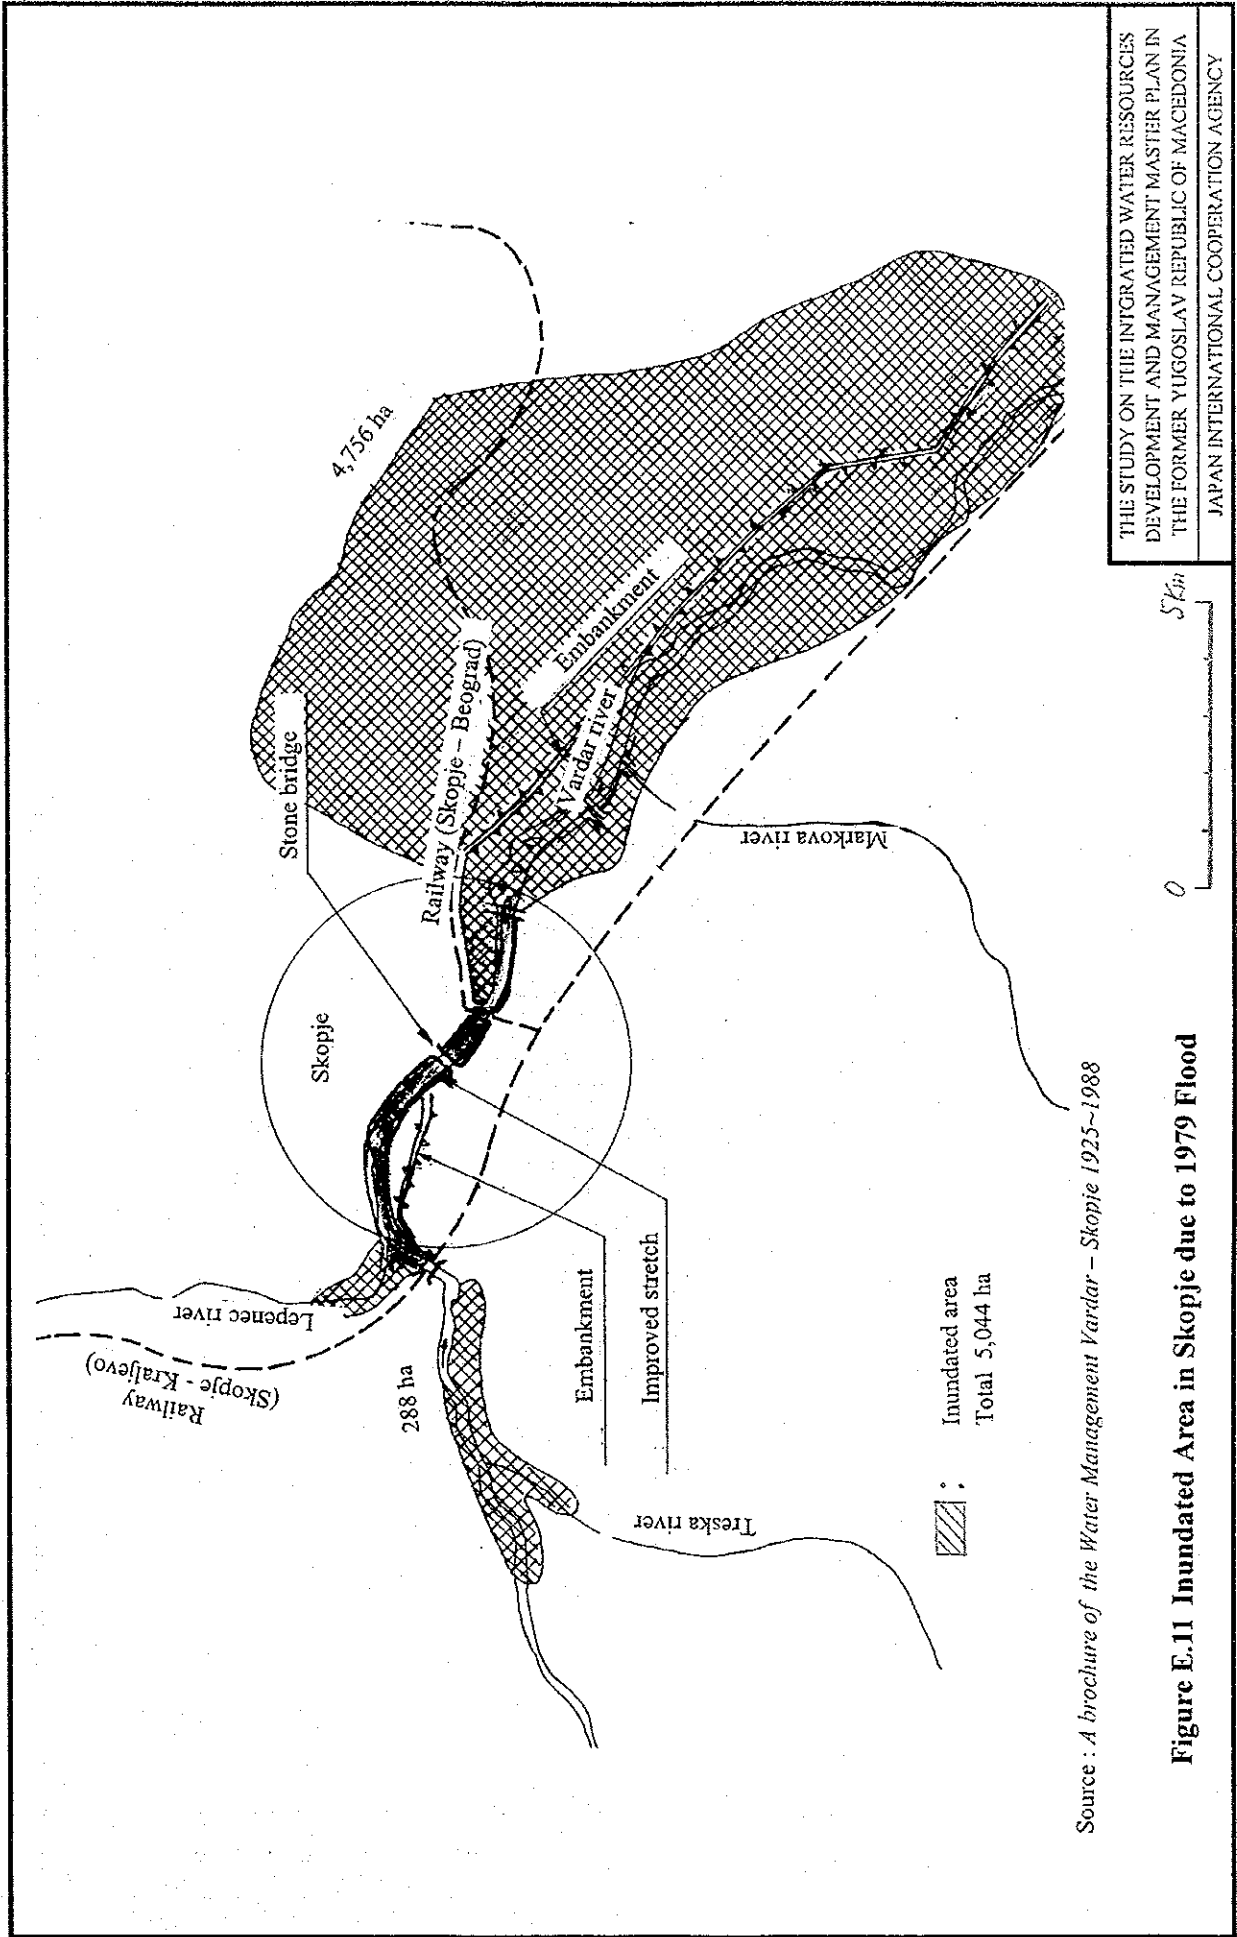 4,756 ha
Stone bridge
Railway (Skopje – Beograd)
Embankment
Vardar river
Skopje
Markova river
Lepenec river
Railway
(Skopje - Kraljevo)
288 ha
Embankment
Improved stretch
Treska river
: Inundated area
Total 5,044 ha
0 5Km
Source : A brochure of the Water Management Vardar – Skopje 1925~1988
Figure E.11 Inundated Area in Skopje due to 1979 Flood
THE STUDY ON THE INTGRATED WATER RESOURCES
DEVELOPMENT AND MANAGEMENT MASTER PLAN IN
THE FORMER YUGOSLAV REPUBLIC OF MACEDONIA
JAPAN INTERNATIONAL COOPERATION AGENCY